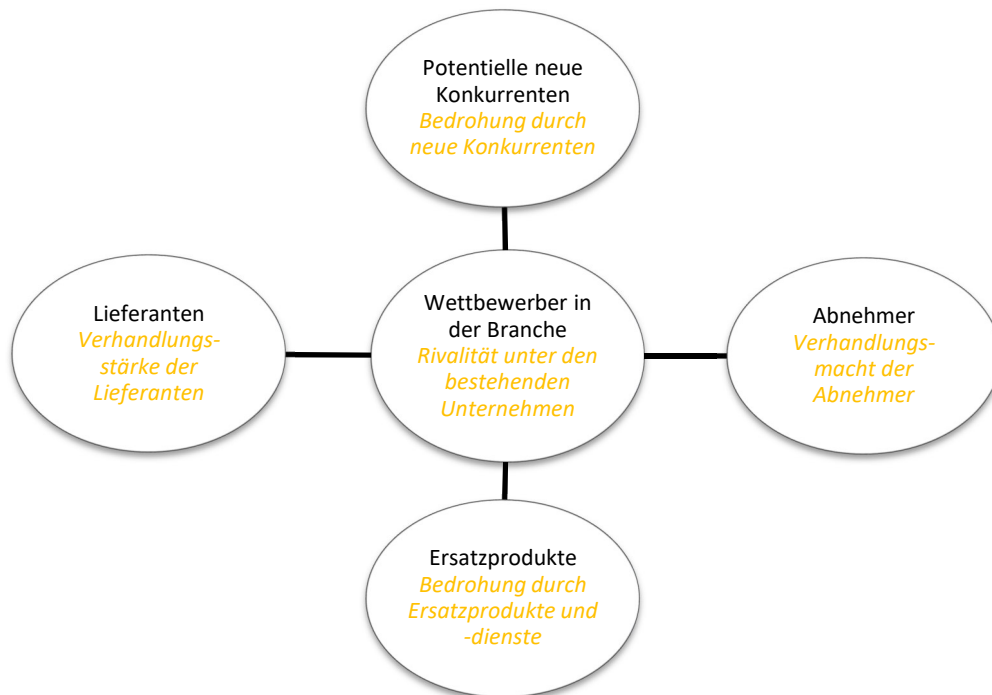 Potentielle neue
Konkurrenten
Bedrohung durch
neue Konkurrenten
Lieferanten
Verhandlungs-
stärke der
Lieferanten
Wettbewerber in
der Branche
Rivalität unter den
bestehenden
Unternehmen
Abnehmer
Verhandlungs-
macht der
Abnehmer
Ersatzprodukte
Bedrohung durch
Ersatzprodukte und
-dienste